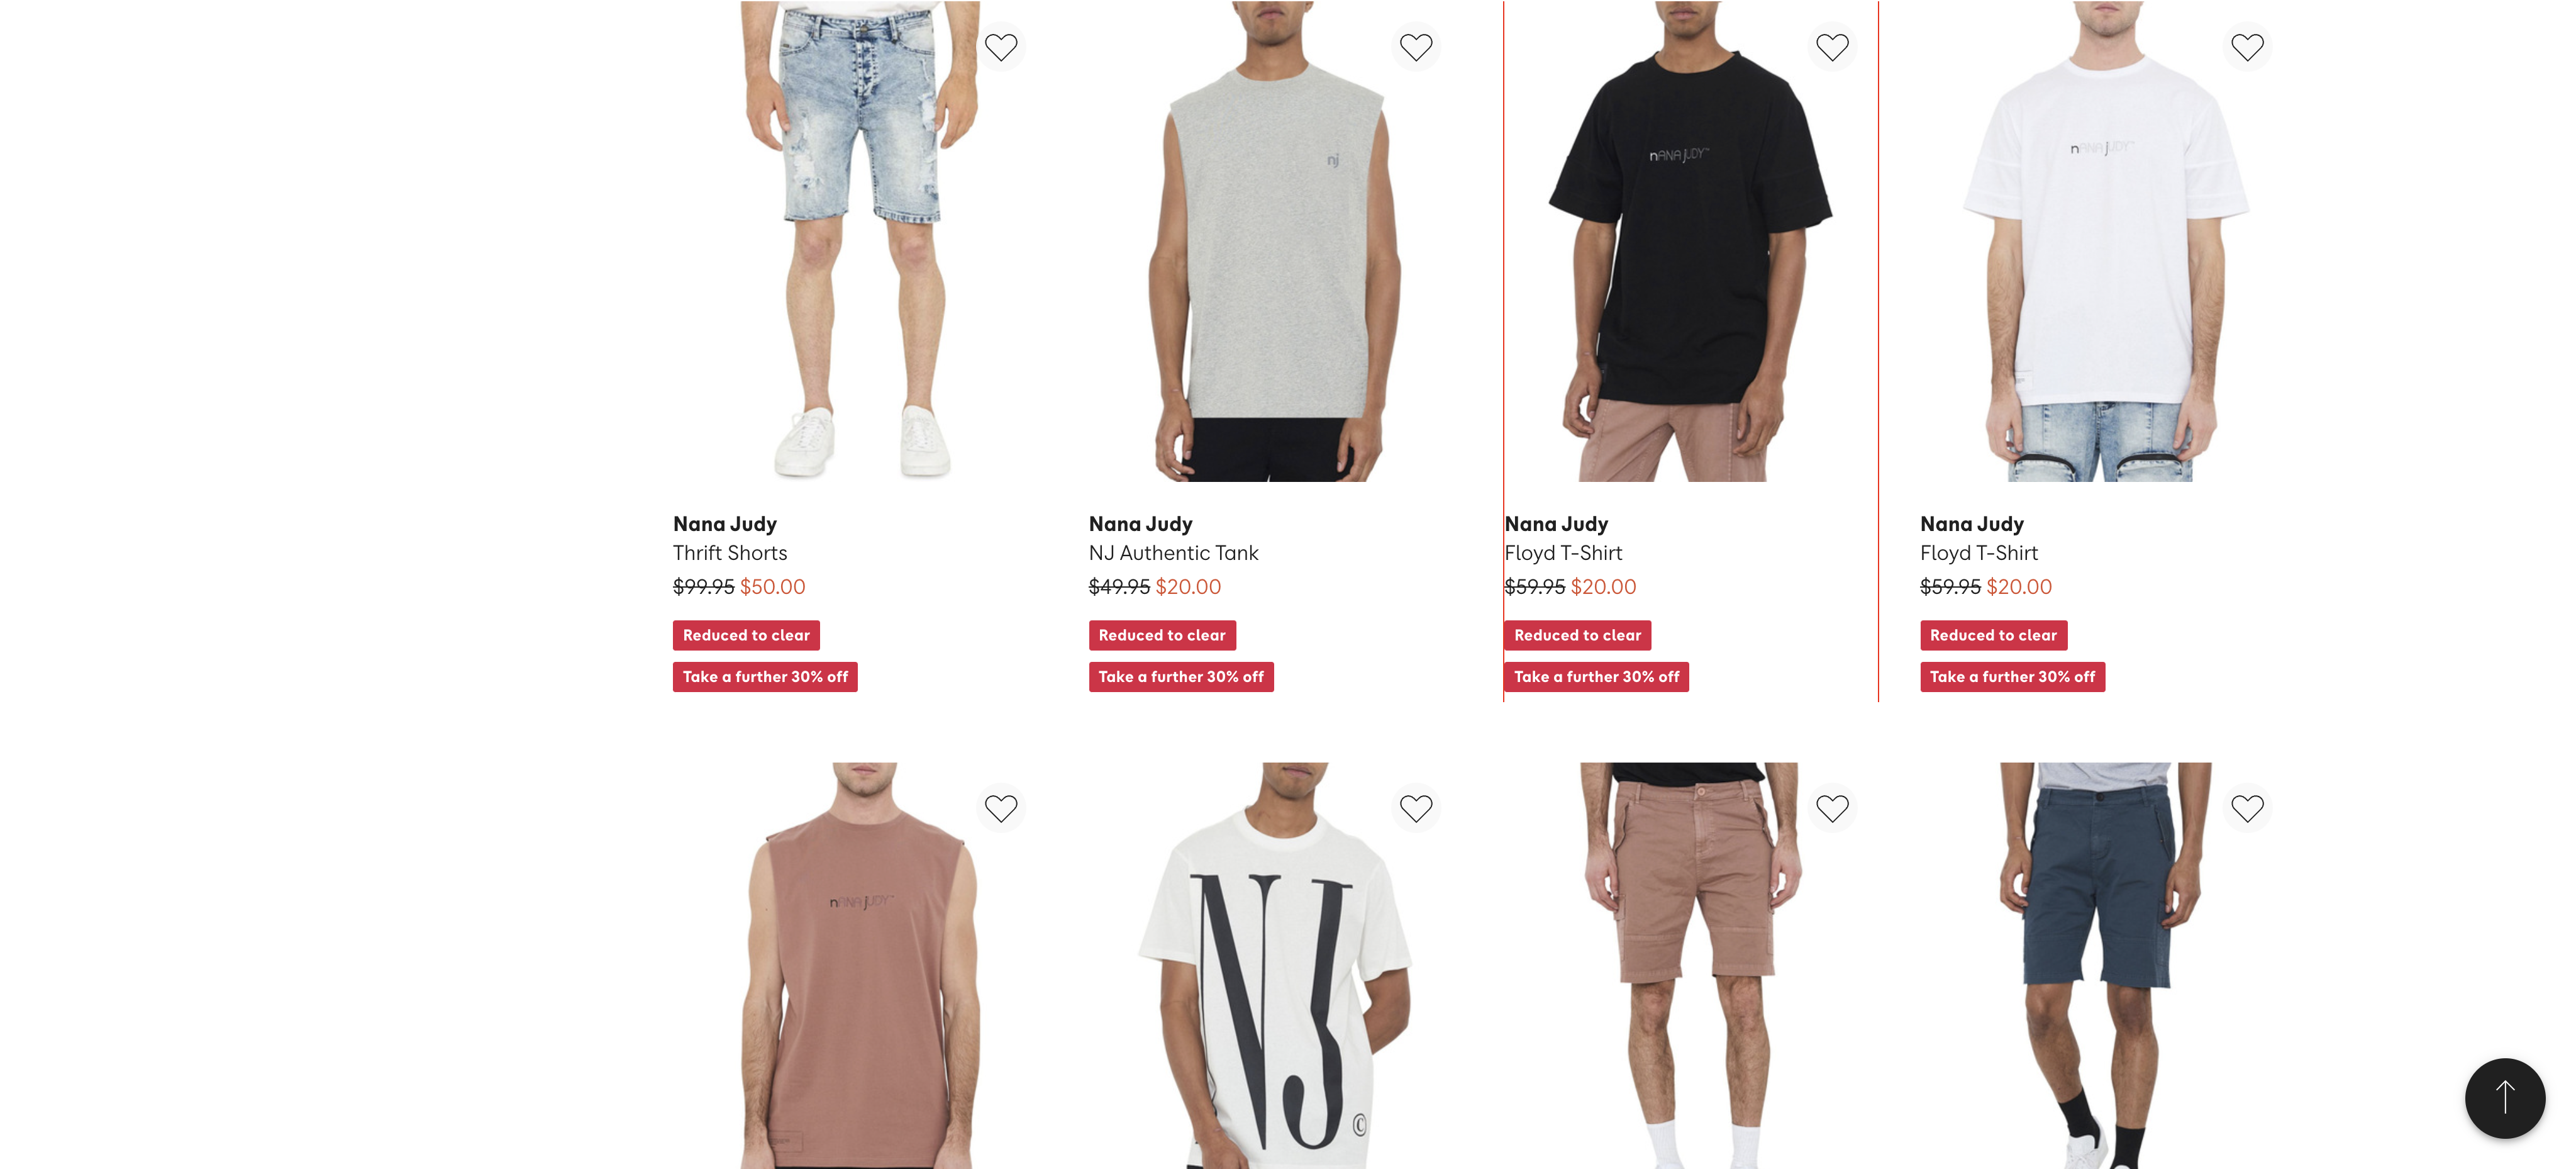 nj
nANA jUDY™
nANA jUDY™
Nana Judy
Thrift Shorts
$99.95 $50.00
Reduced to clear
Take a further 30% off
Nana Judy
NJ Authentic Tank
$49.95 $20.00
Reduced to clear
Take a further 30% off
Nana Judy
Floyd T-Shirt
$59.95 $20.00
Reduced to clear
Take a further 30% off
Nana Judy
Floyd T-Shirt
$59.95 $20.00
Reduced to clear
Take a further 30% off
nANA jUDY™
NJ
©